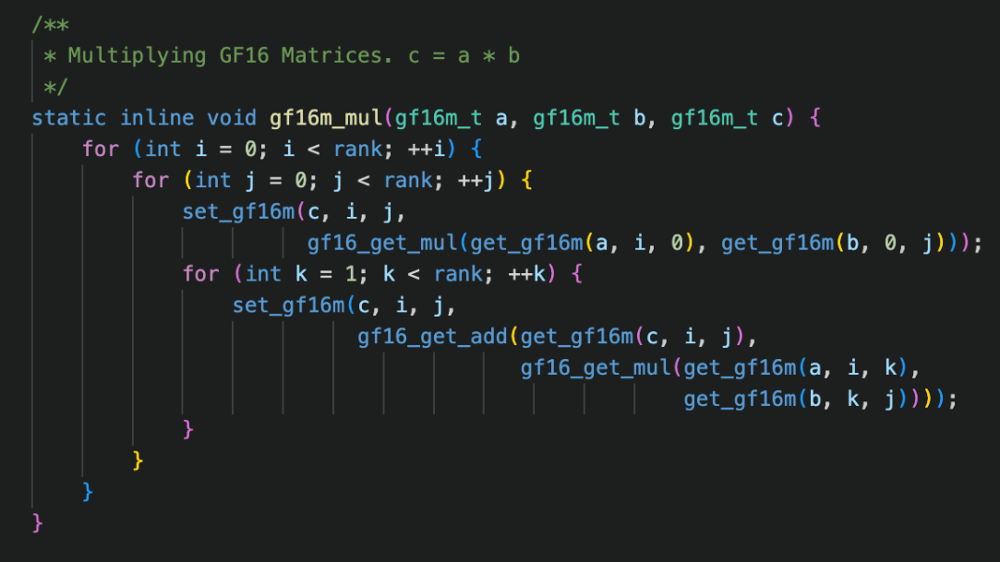 /**
 * Multiplying GF16 Matrices. c = a * b
 */
static inline void gf16m_mul(gf16m_t a, gf16m_t b, gf16m_t c) {
    for (int i = 0; i < rank; ++i) {
        for (int j = 0; j < rank; ++j) {
            set_gf16m(c, i, j,
                      gf16_get_mul(get_gf16m(a, i, 0), get_gf16m(b, 0, j)));
            for (int k = 1; k < rank; ++k) {
                set_gf16m(c, i, j,
                          gf16_get_add(get_gf16m(c, i, j),
                                       gf16_get_mul(get_gf16m(a, i, k),
                                                    get_gf16m(b, k, j))));
            }
        }
    }
}